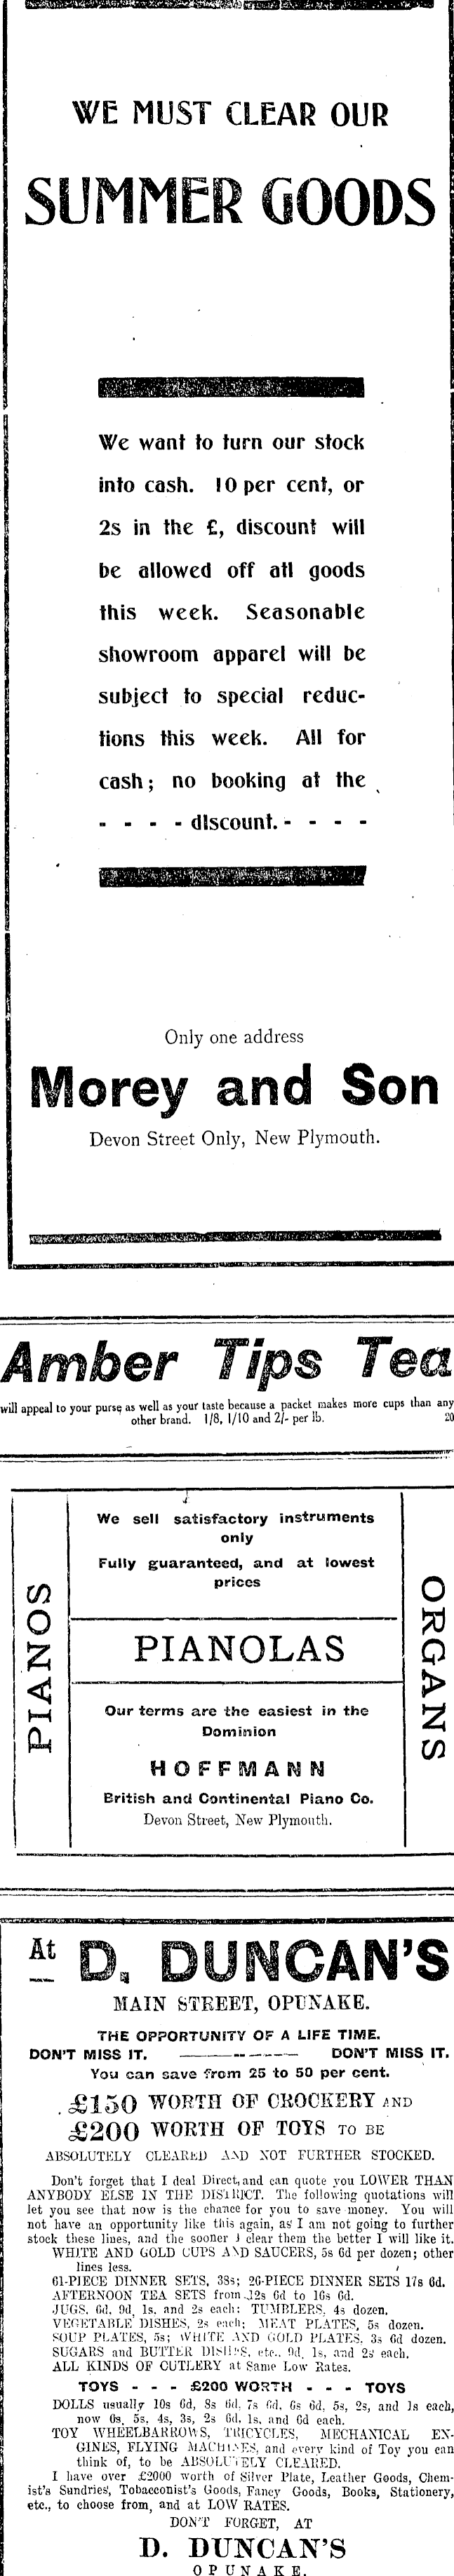 WE MUST CLEAR OUR
SUMMER GOODS
We want to turn our stock
into cash. 10 per cent, or
2s in the £, discount will
be allowed off all goods
this week. Seasonable
showroom apparel will be
subject to special reduc-
tions this week. All for
cash; no booking at the
- - - - discount. - - - -
Only one address
Morey and Son
Devon Street Only, New Plymouth.
Amber Tips Tea
will appeal to your purse as well as your taste because a packet makes more cups than any
other brand. 1/8, 1/10 and 2/- per lb. 20
PIANOS
We sell satisfactory instruments
only
Fully guaranteed, and at lowest
prices
PIANOLAS
Our terms are the easiest in the
Dominion
HOFFMANN
British and Continental Piano Co.
Devon Street, New Plymouth.
ORGANS
At D. DUNCAN'S
MAIN STREET, OPUNAKE.
THE OPPORTUNITY OF A LIFE TIME.
DON'T MISS IT. DON'T MISS IT.
You can save from 25 to 50 per cent.
£150 WORTH OF CROCKERY AND
£200 WORTH OF TOYS TO BE
ABSOLUTELY CLEARED AND NOT FURTHER STOCKED.
Don't forget that I deal Direct, and can quote you LOWER THAN
ANYBODY ELSE IN THE DISTRICT. The following quotations will
let you see that now is the chance for you to save money. You will
not have an opportunity like this again, as I am not going to further
stock these lines, and the sooner I clear them the better I will like it.
WHITE AND GOLD CUPS AND SAUCERS, 5s 6d per dozen; other
lines less.
61-PIECE DINNER SETS, 38s; 26-PIECE DINNER SETS 17s 6d.
AFTERNOON TEA SETS from 12s 6d to 16s 6d.
JUGS, 6d, 9d, 1s, and 2s each: TUMBLERS, 4s dozen.
VEGETABLE DISHES, 2s each; MEAT PLATES, 5s dozen.
SOUP PLATES, 5s; WHITE AND GOLD PLATES, 3s 6d dozen.
SUGARS and BUTTER DISHES, etc., 9d, 1s, and 2s each.
ALL KINDS OF CUTLERY at Same Low Rates.
TOYS - - - £200 WORTH - - - TOYS
DOLLS usually 10s 6d, 8s 6d, 7s 6d, 6s 6d, 5s, 2s, and 1s each,
now 6s, 5s, 4s, 3s, 2s 6d, 1s, and 6d each.
TOY WHEELBARROWS, TRICYCLES, MECHANICAL EN-
GINES, FLYING MACHINES, and every kind of Toy you can
think of, to be ABSOLUTELY CLEARED.
I have over £2000 worth of Silver Plate, Leather Goods, Chem-
ist's Sundries, Tobacconist's Goods, Fancy Goods, Books, Stationery,
etc., to choose from, and at LOW RATES.
DON'T FORGET, AT
D. DUNCAN'S
OPUNAKE.